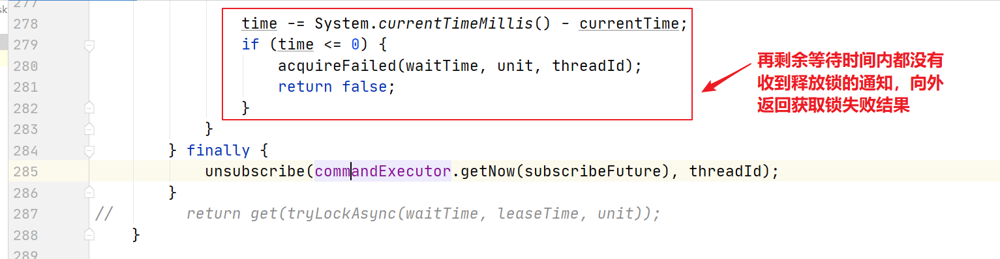 sk
277
278 time -= System.currentTimeMillis() - currentTime;
279 if (time <= 0) {
280 acquireFailed(waitTime, unit, threadId);
281 return false;
282 }
再剩余等待时间内都没有
收到释放锁的通知，向外
返回获取锁失败结果
283 }
284 } finally {
285 unsubscribe(commandExecutor.getNow(subscribeFuture), threadId);
286 }
287 // return get(tryLockAsync(waitTime, leaseTime, unit));
288 }
289